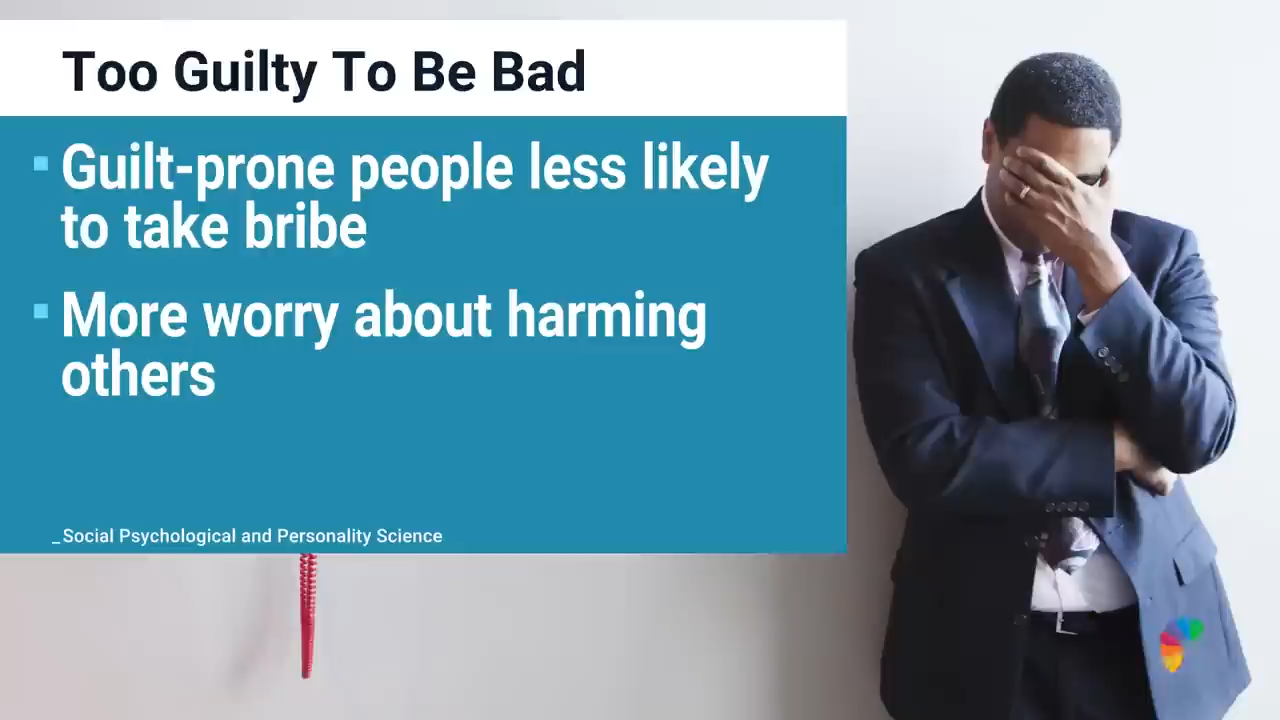 Too Guilty To Be Bad
Guilt-prone people less likely
to take bribe
More worry about harming
others
_Social Psychological and Personality Science